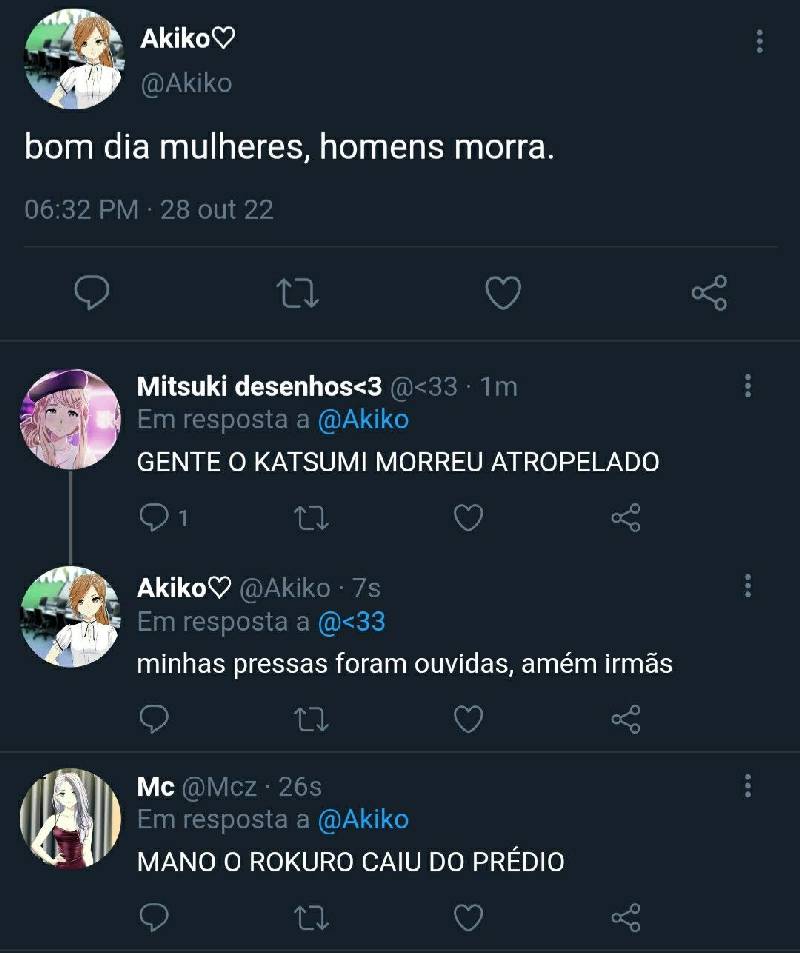 Akiko♡
@Akiko
bom dia mulheres, homens morra.
06:32 PM · 28 out 22
Mitsuki desenhos<3 @<33 · 1m
Em resposta a @Akiko
GENTE O KATSUMI MORREU ATROPELADO
1
Akiko♡ @Akiko · 7s
Em resposta a @<33
minhas pressas foram ouvidas, amém irmãs
Mc @Mcz · 26s
Em resposta a @Akiko
MANO O ROKURO CAIU DO PRÉDIO